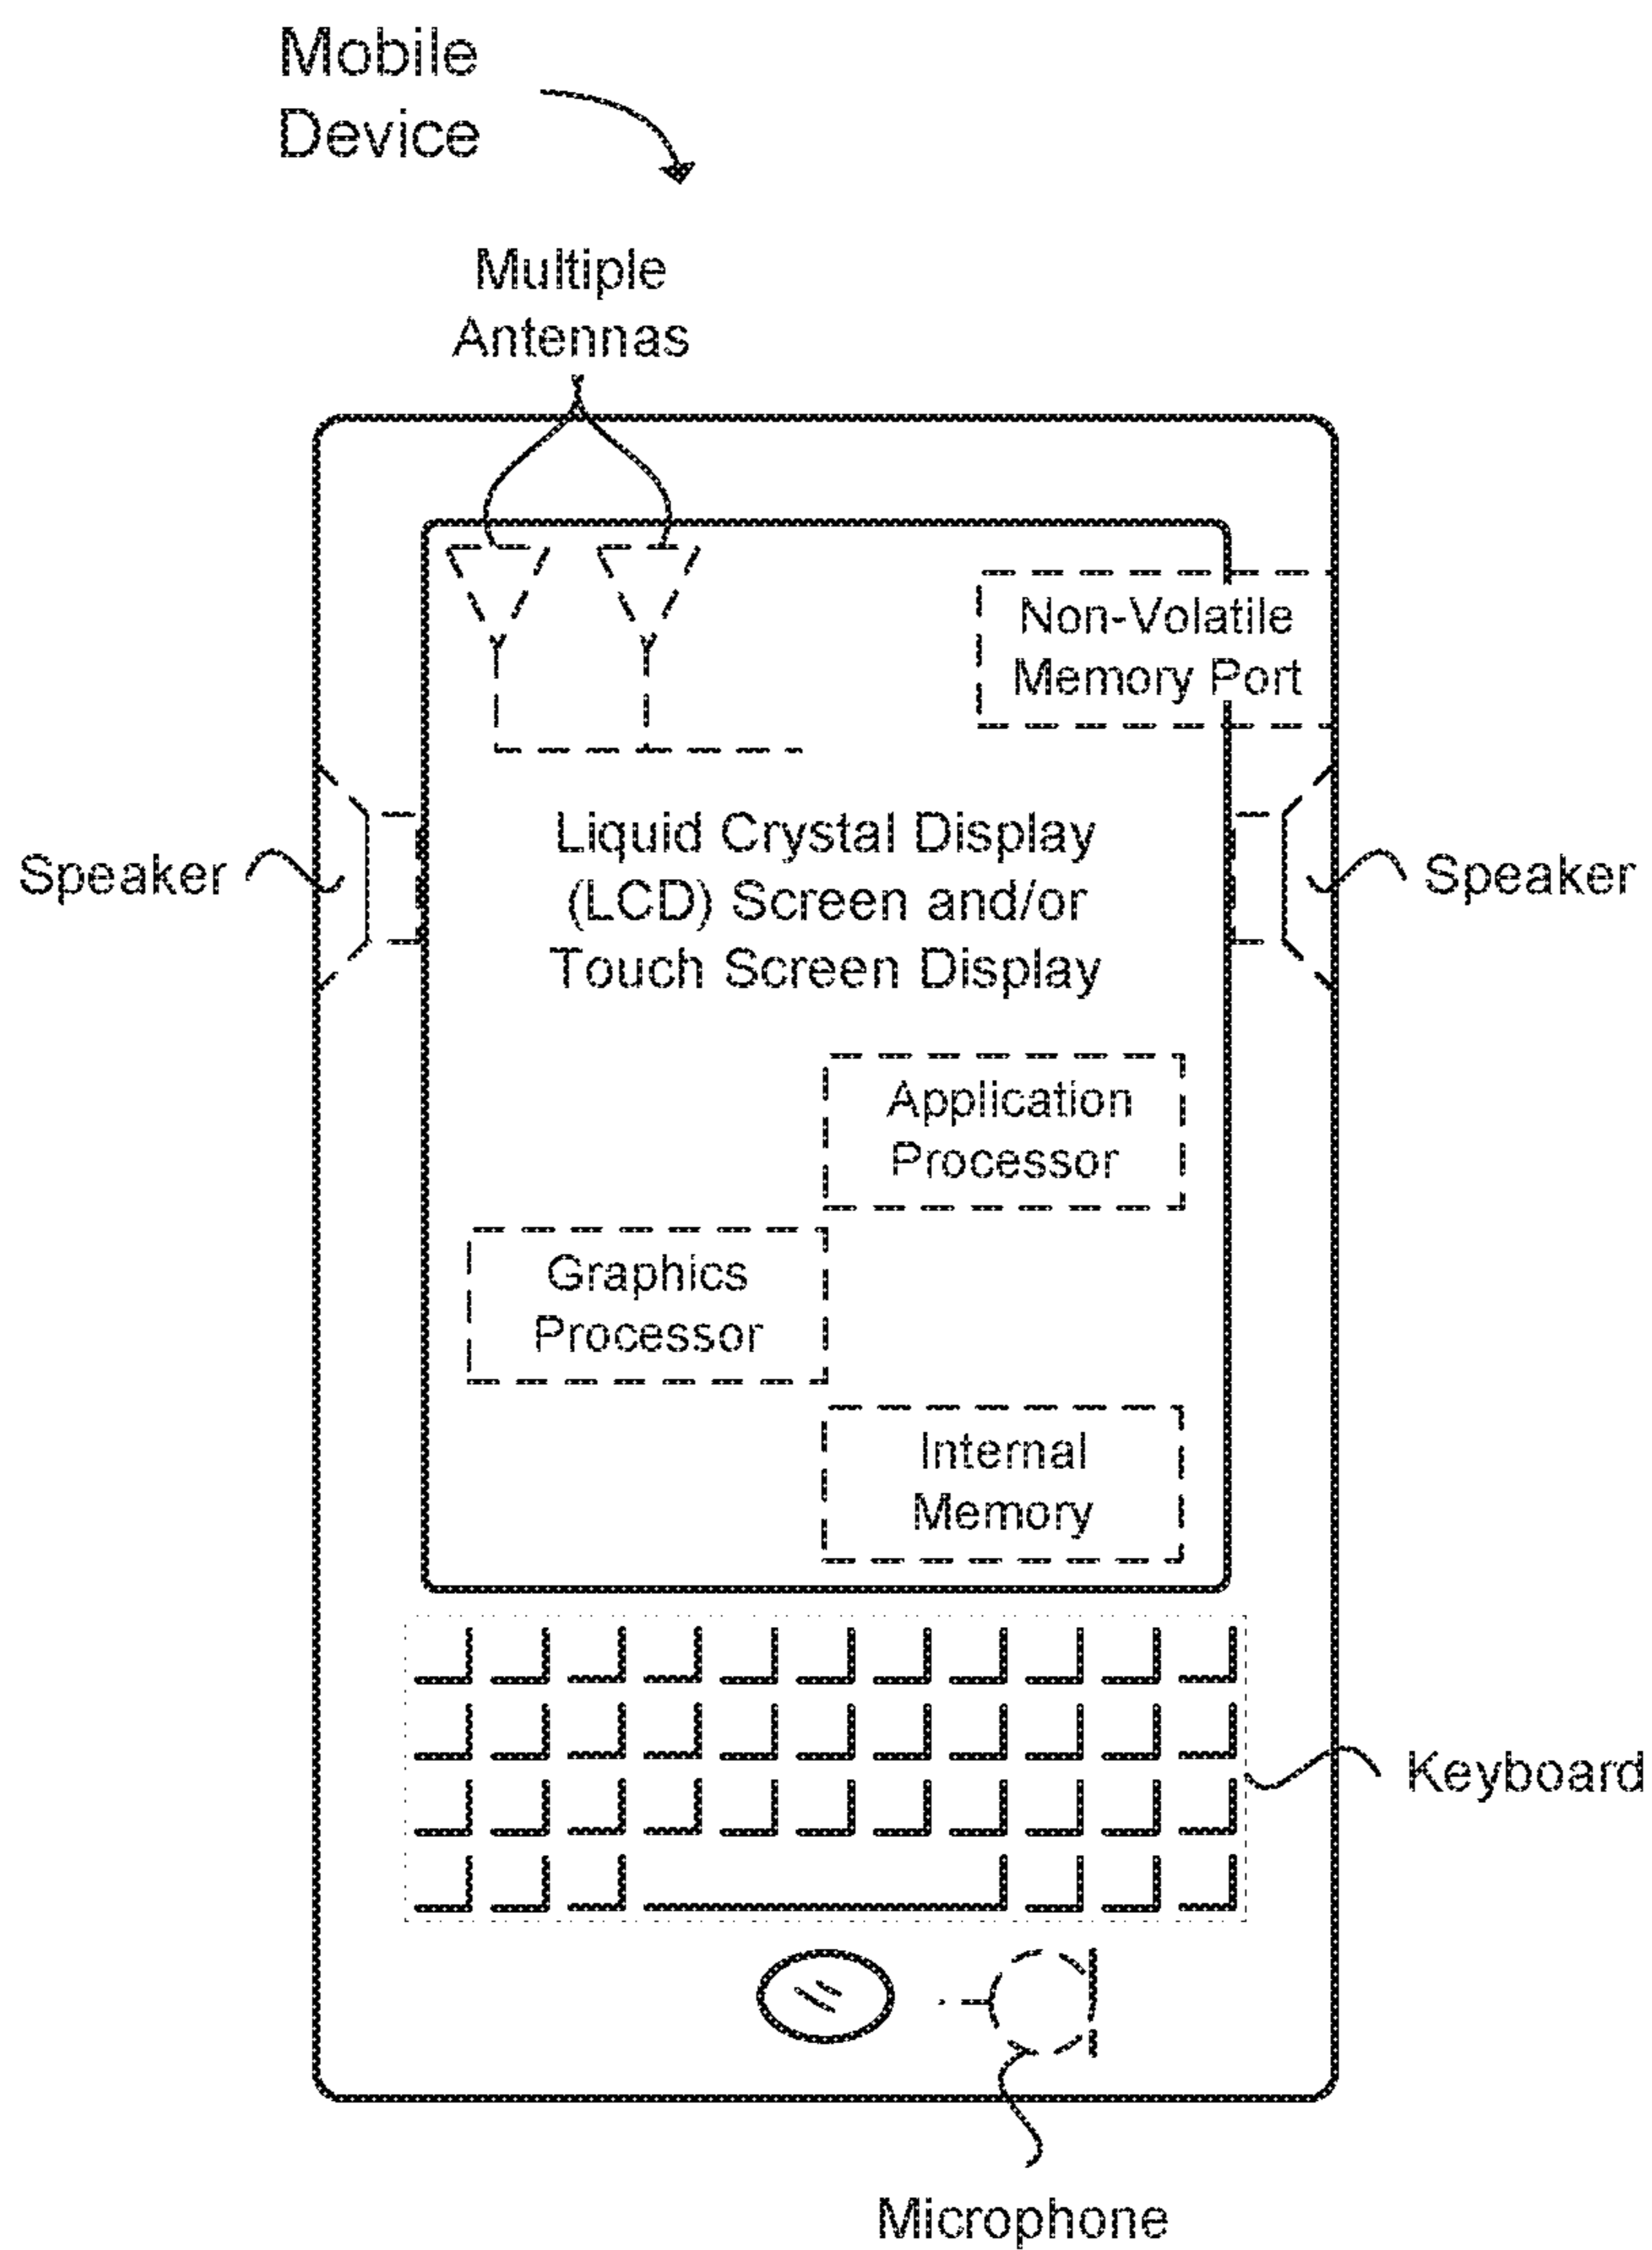 Mobile
Device
Multiple
Antennas
Non-Volatile
Memory Port
Speaker
Liquid Crystal Display
(LCD) Screen and/or
Touch Screen Display
Speaker
Application
Processor
Graphics
Processor
Internal
Memory
Keyboard
Microphone